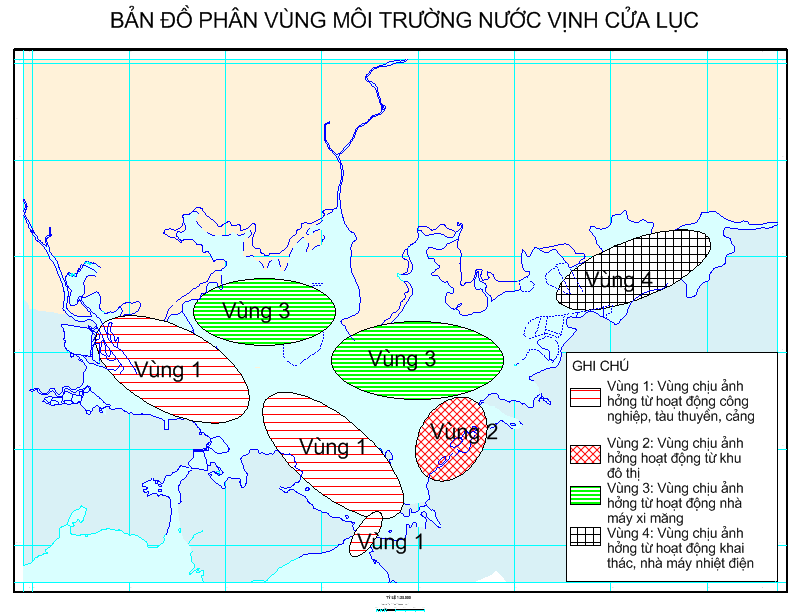 BẢN ĐỒ PHÂN VÙNG MÔI TRƯỜNG NƯỚC VỊNH CỬA LỤC
Vùng 4
Vùng 3
Vùng 3
Vùng 1
Vùng 2
Vùng 1
Vùng 1
GHI CHÚ
Vùng 1: Vùng chịu ảnh
hởng từ hoạt động công
nghiệp, tàu thuyền, cảng
Vùng 2: Vùng chịu ảnh
hởng hoạt động từ khu
đô thị
Vùng 3: Vùng chịu ảnh
hởng từ hoạt động nhà
máy xi măng
Vùng 4: Vùng chịu ảnh
hởng từ hoạt động khai
thác, nhà máy nhiệt điện